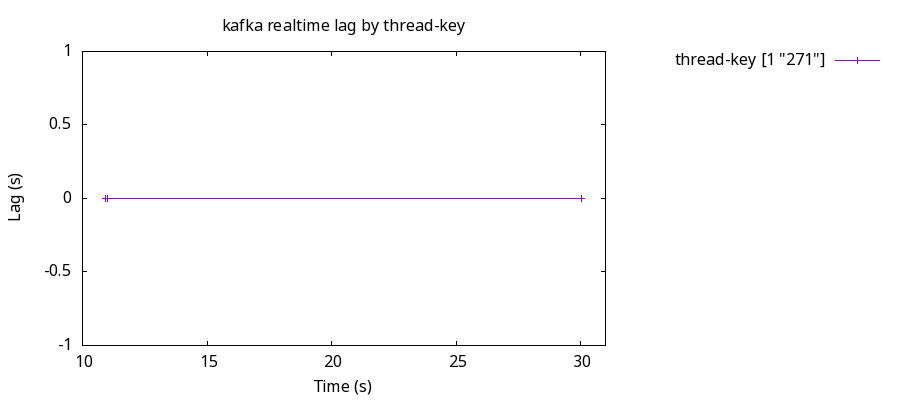 kafka realtime lag by thread-key
thread-key [1 "271"]
1
0.5
0
-0.5
-1
Lag (s)
10 15 20 25 30
Time (s)